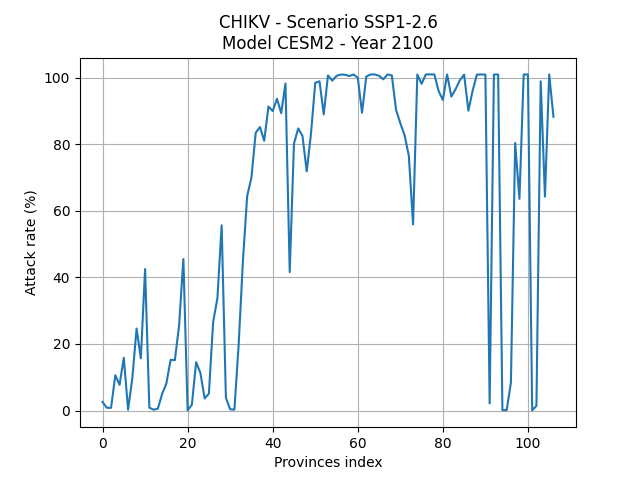 CHIKV - Scenario SSP1-2.6
Model CESM2 - Year 2100
Attack rate (%)
100
80
60
40
20
0
0 20 40 60 80 100
Provinces index